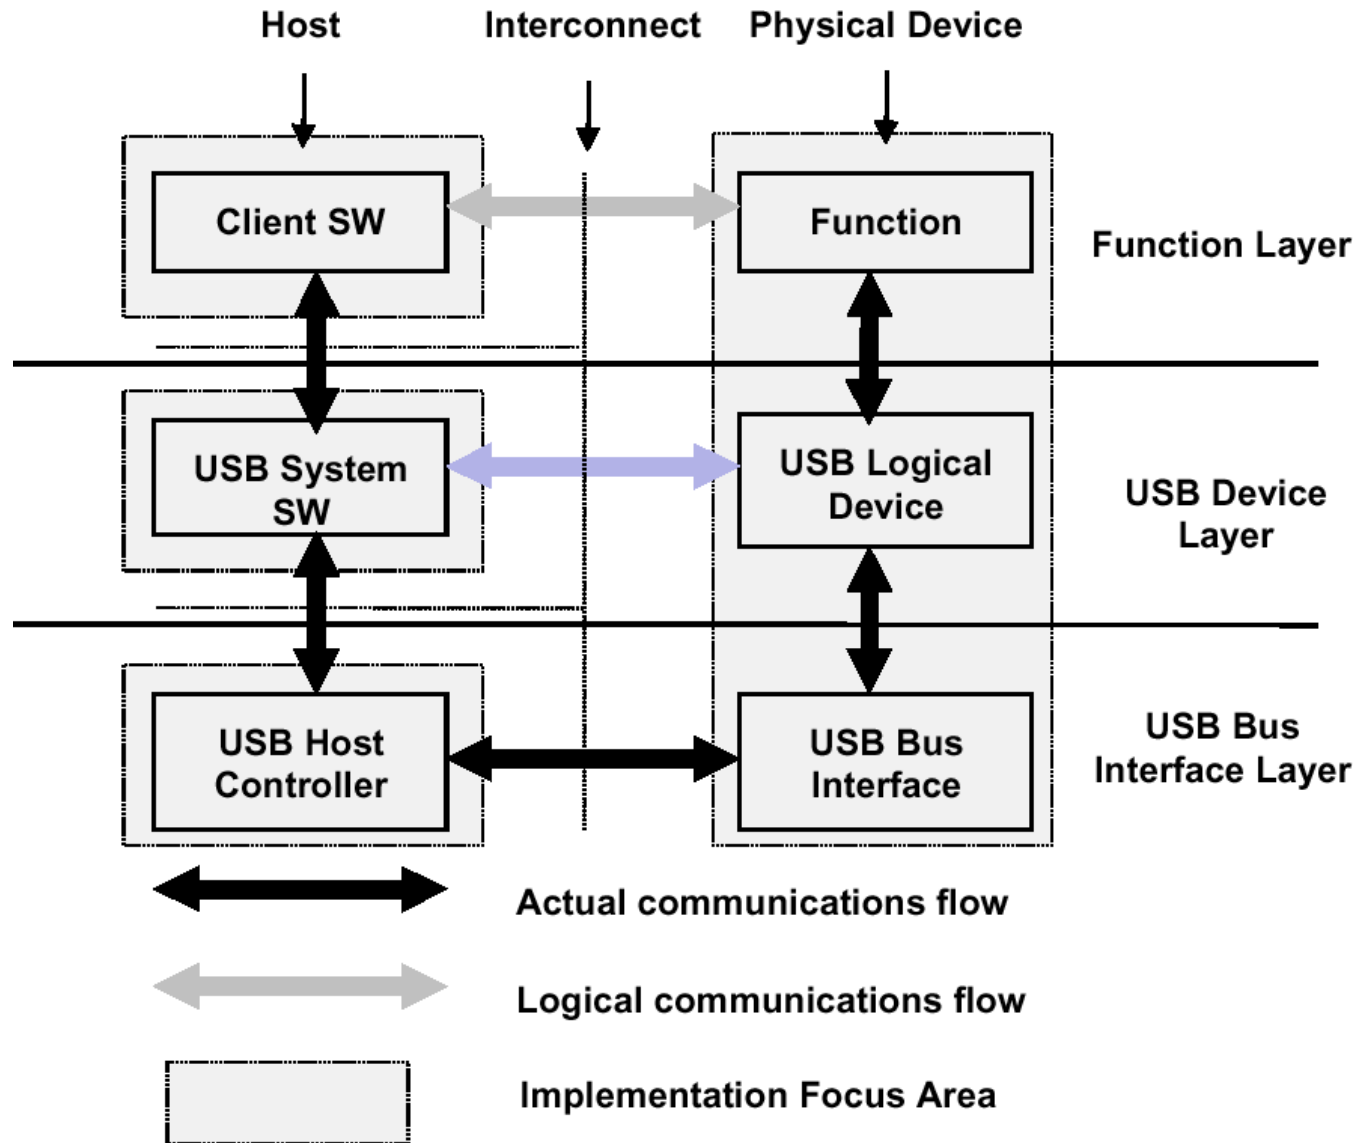 Host
Interconnect
Physical Device
Client SW
Function
Function Layer
USB System
SW
USB Logical
Device
USB Device
Layer
USB Host
Controller
USB Bus
Interface
USB Bus
Interface Layer
Actual communications flow
Logical communications flow
Implementation Focus Area